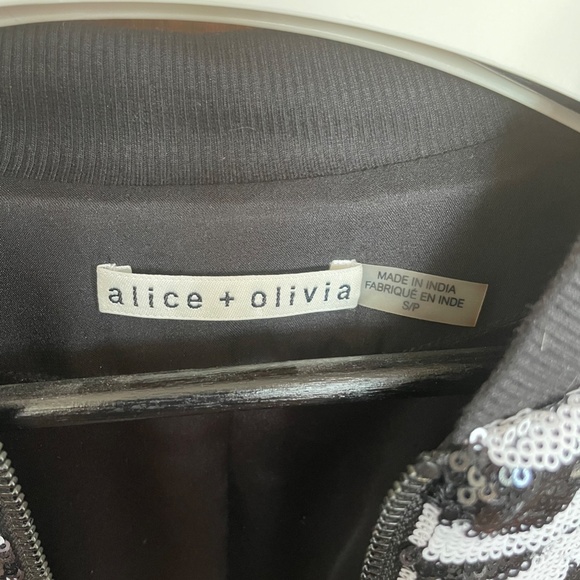 alice + olivia
MADE IN INDIA
FABRIQUÉ EN INDE
S/P